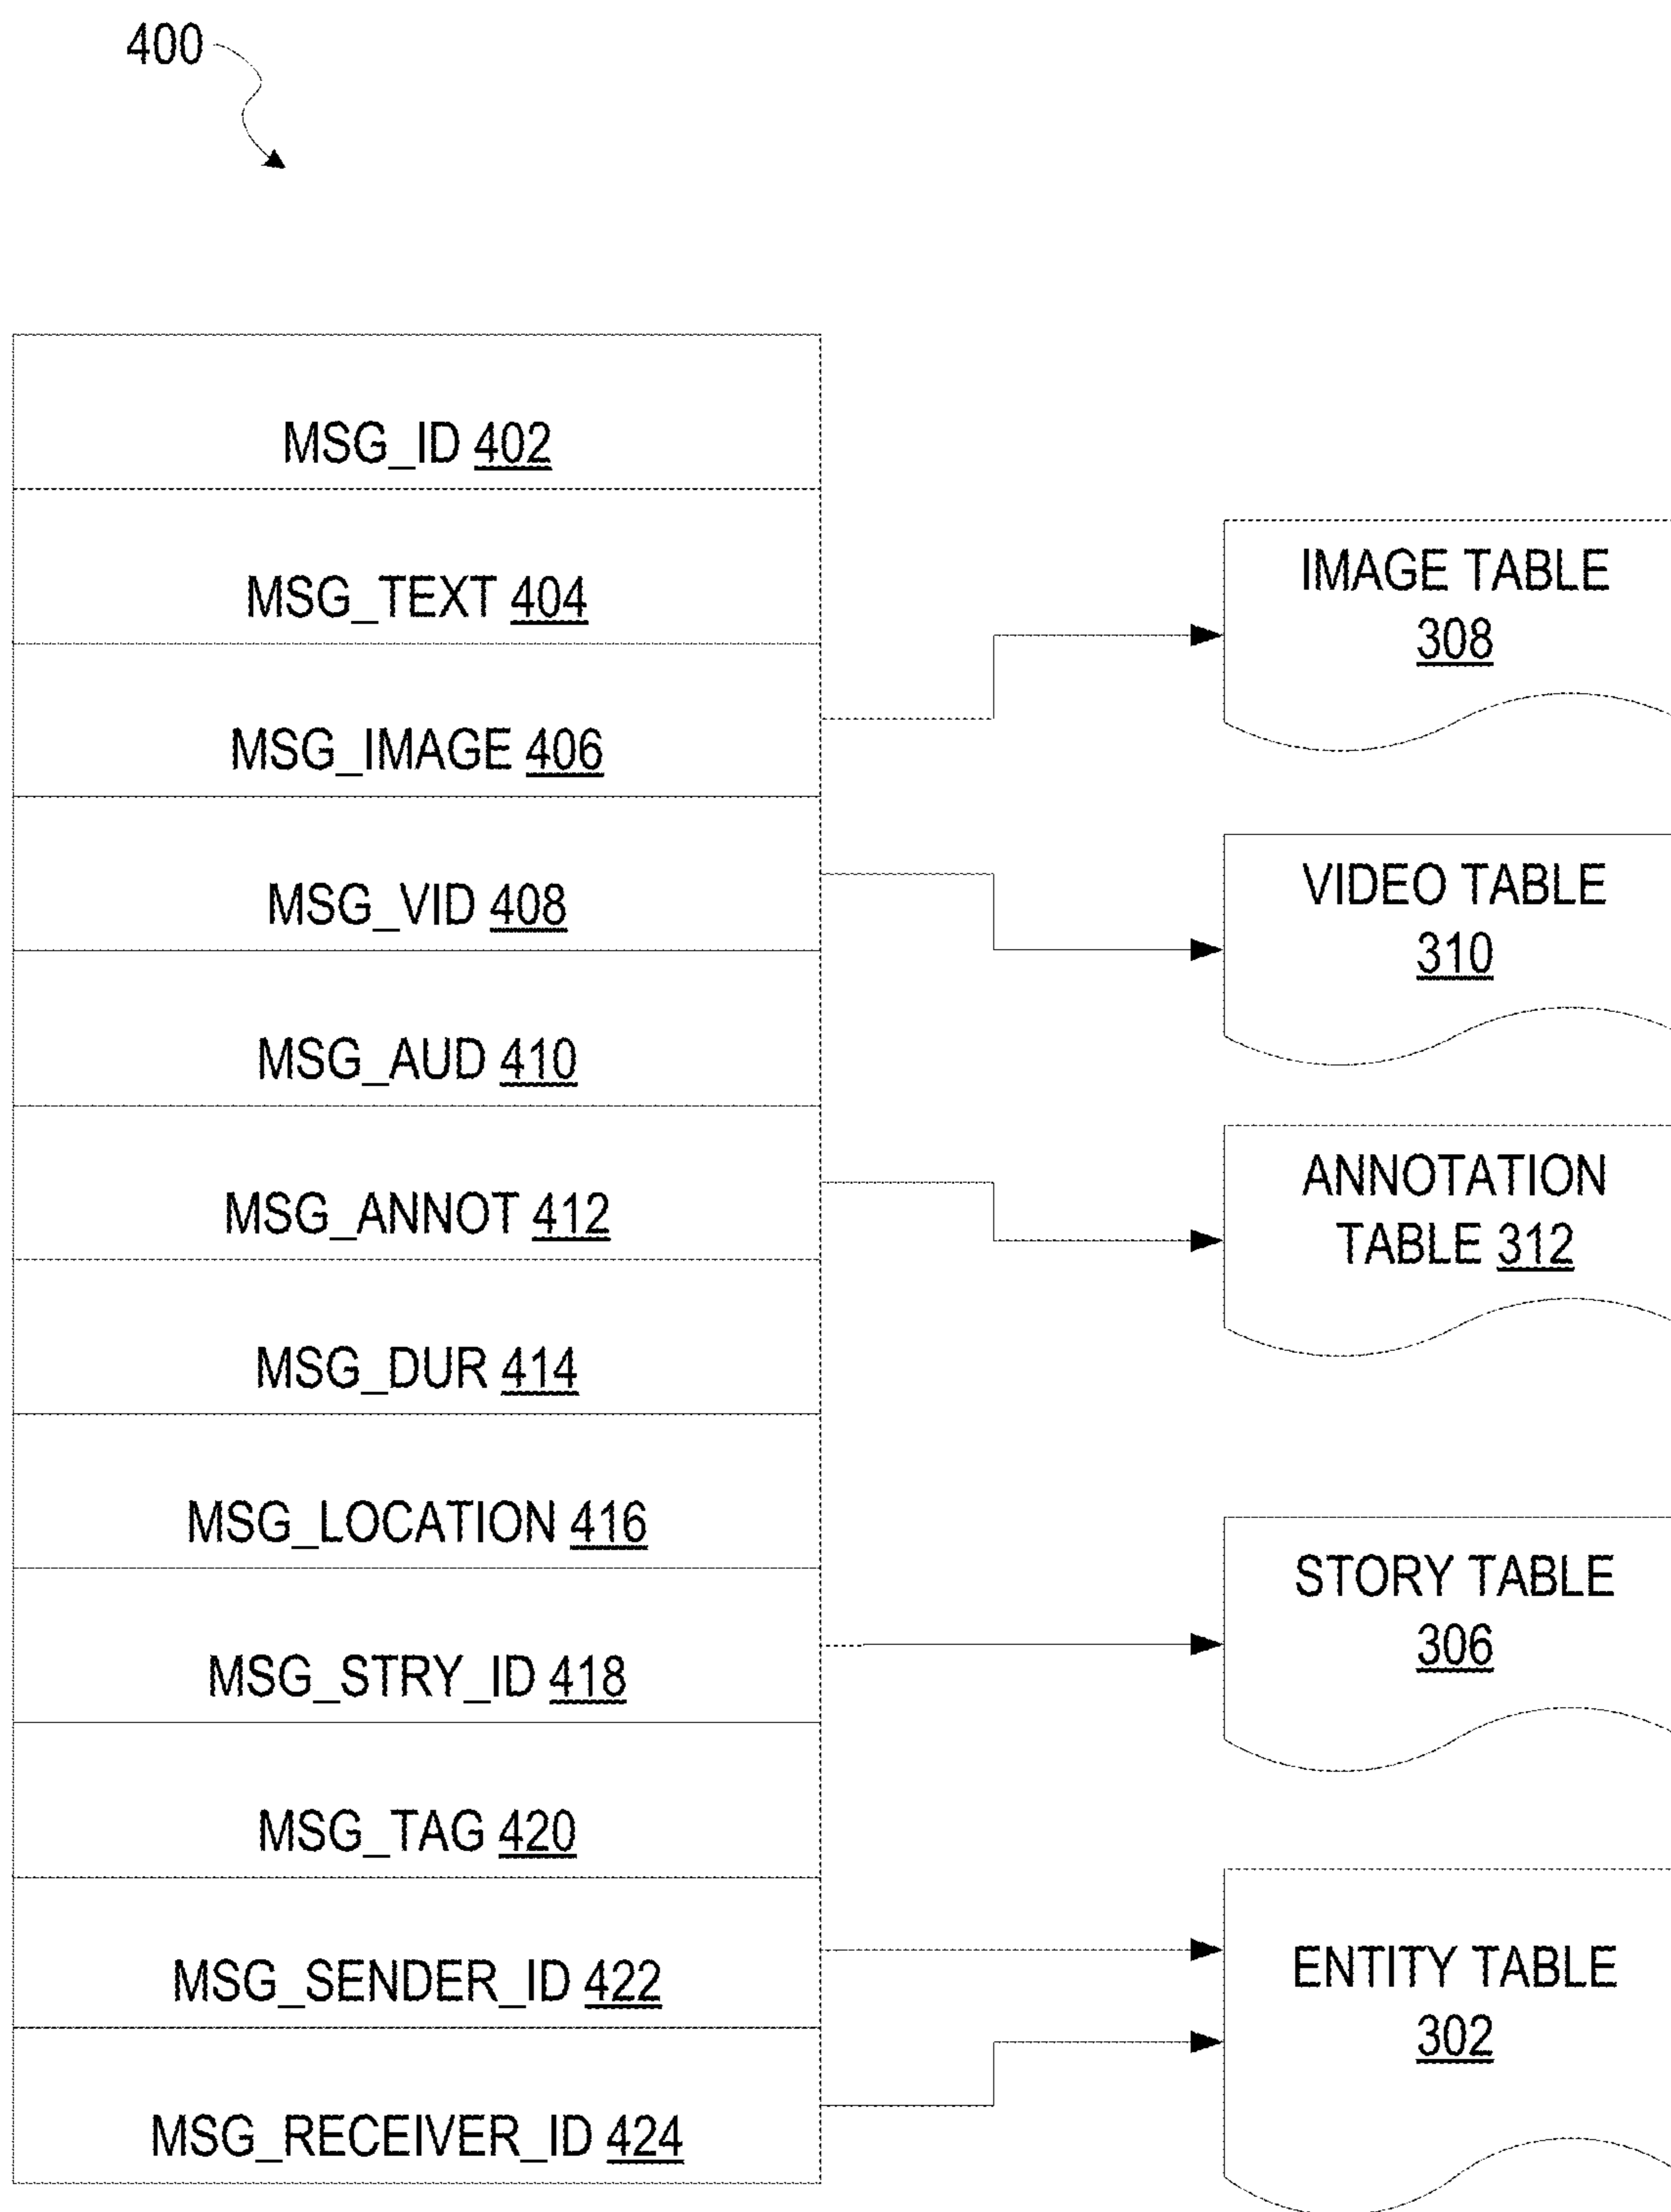 400
MSG_ID 402
MSG_TEXT 404
MSG_IMAGE 406
MSG_VID 408
MSG_AUD 410
MSG_ANNOT 412
MSG_DUR 414
MSG_LOCATION 416
MSG_STRY_ID 418
MSG_TAG 420
MSG_SENDER_ID 422
MSG_RECEIVER_ID 424
IMAGE TABLE
308
VIDEO TABLE
310
ANNOTATION
TABLE 312
STORY TABLE
306
ENTITY TABLE
302